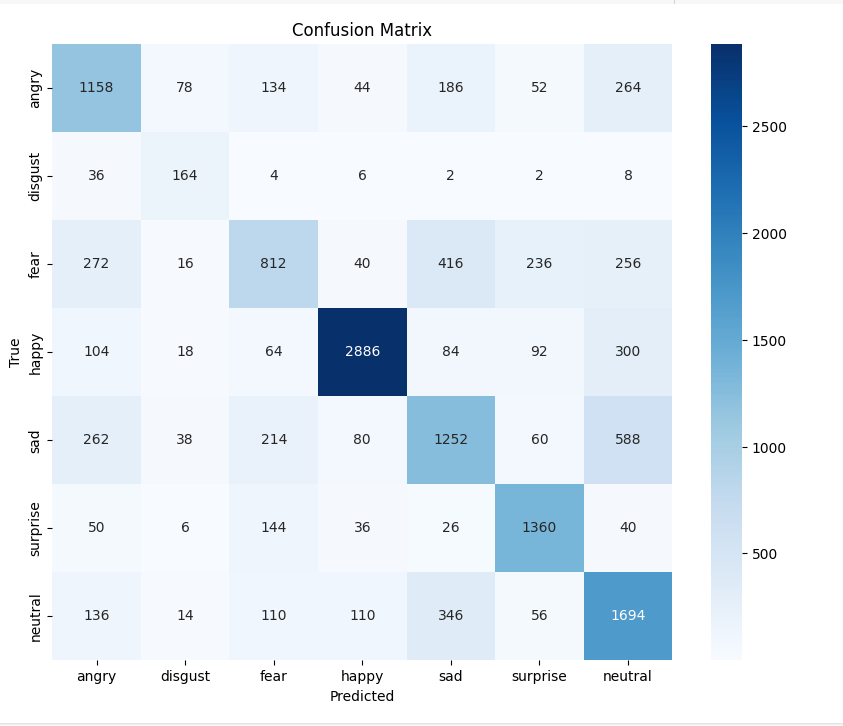 Confusion Matrix
angry 1158 78 134 44 186 52 264
disgust 36 164 4 6 2 2 8
fear 272 16 812 40 416 236 256
happy 104 18 64 2886 84 92 300
sad 262 38 214 80 1252 60 588
surprise 50 6 144 36 26 1360 40
neutral 136 14 110 110 346 56 1694
True
angry disgust fear happy sad surprise neutral
Predicted
2500
2000
1500
1000
500